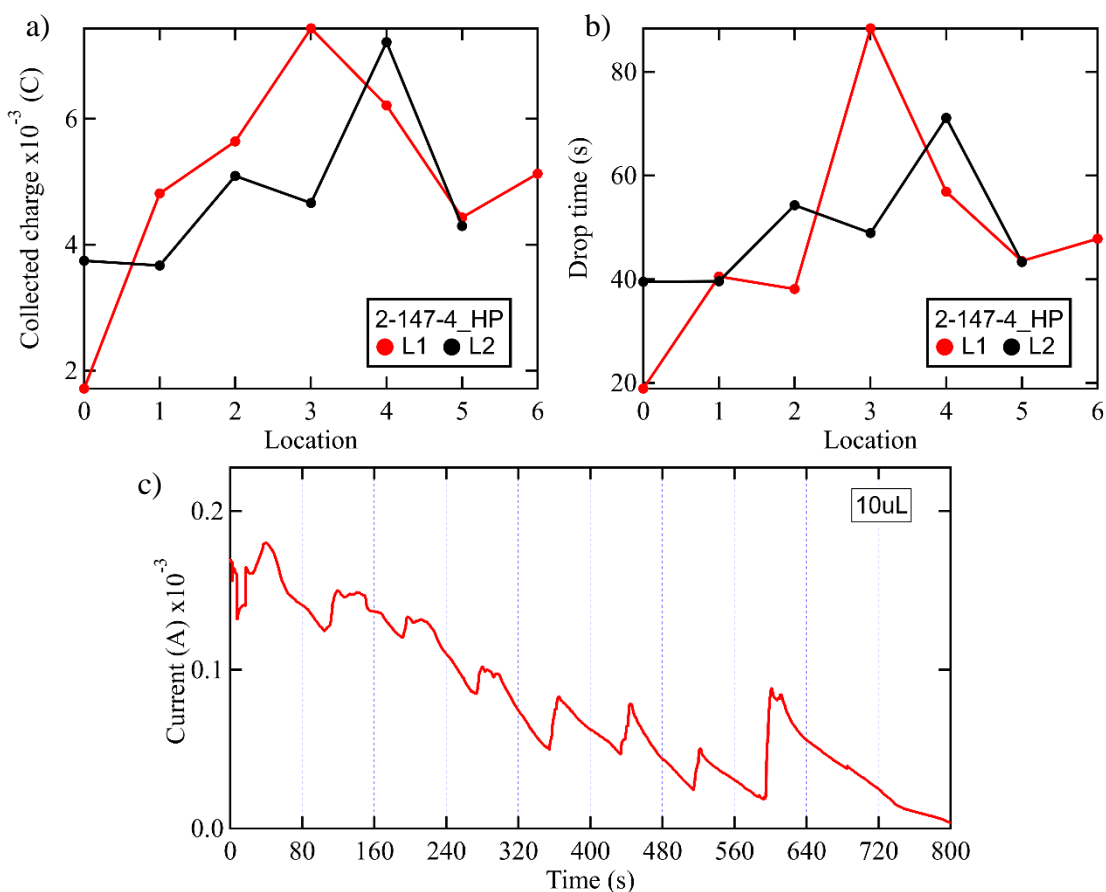 a)
Collected charge x10⁻³ (C)
6
4
2
0 1 2 3 4 5 6
Location
2-147-4_HP
L1 L2
b)
Drop time (s)
80
60
40
20
0 1 2 3 4 5 6
Location
2-147-4_HP
L1 L2
c)
Current (A) x10⁻³
0.2
0.1
0.0
10uL
0 80 160 240 320 400 480 560 640 720 800
Time (s)